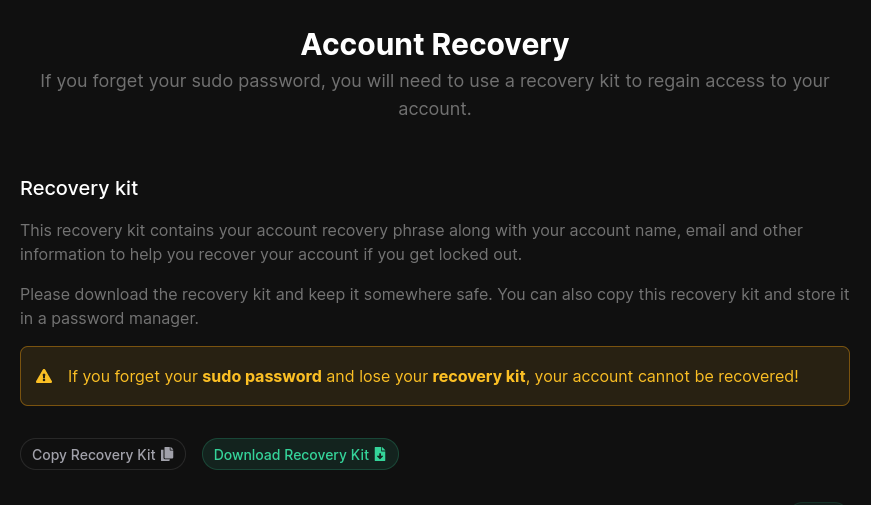 Account Recovery
If you forget your sudo password, you will need to use a recovery kit to regain access to your
account.
Recovery kit
This recovery kit contains your account recovery phrase along with your account name, email and other
information to help you recover your account if you get locked out.
Please download the recovery kit and keep it somewhere safe. You can also copy this recovery kit and store it
in a password manager.
If you forget your sudo password and lose your recovery kit, your account cannot be recovered!
Copy Recovery Kit
Download Recovery Kit